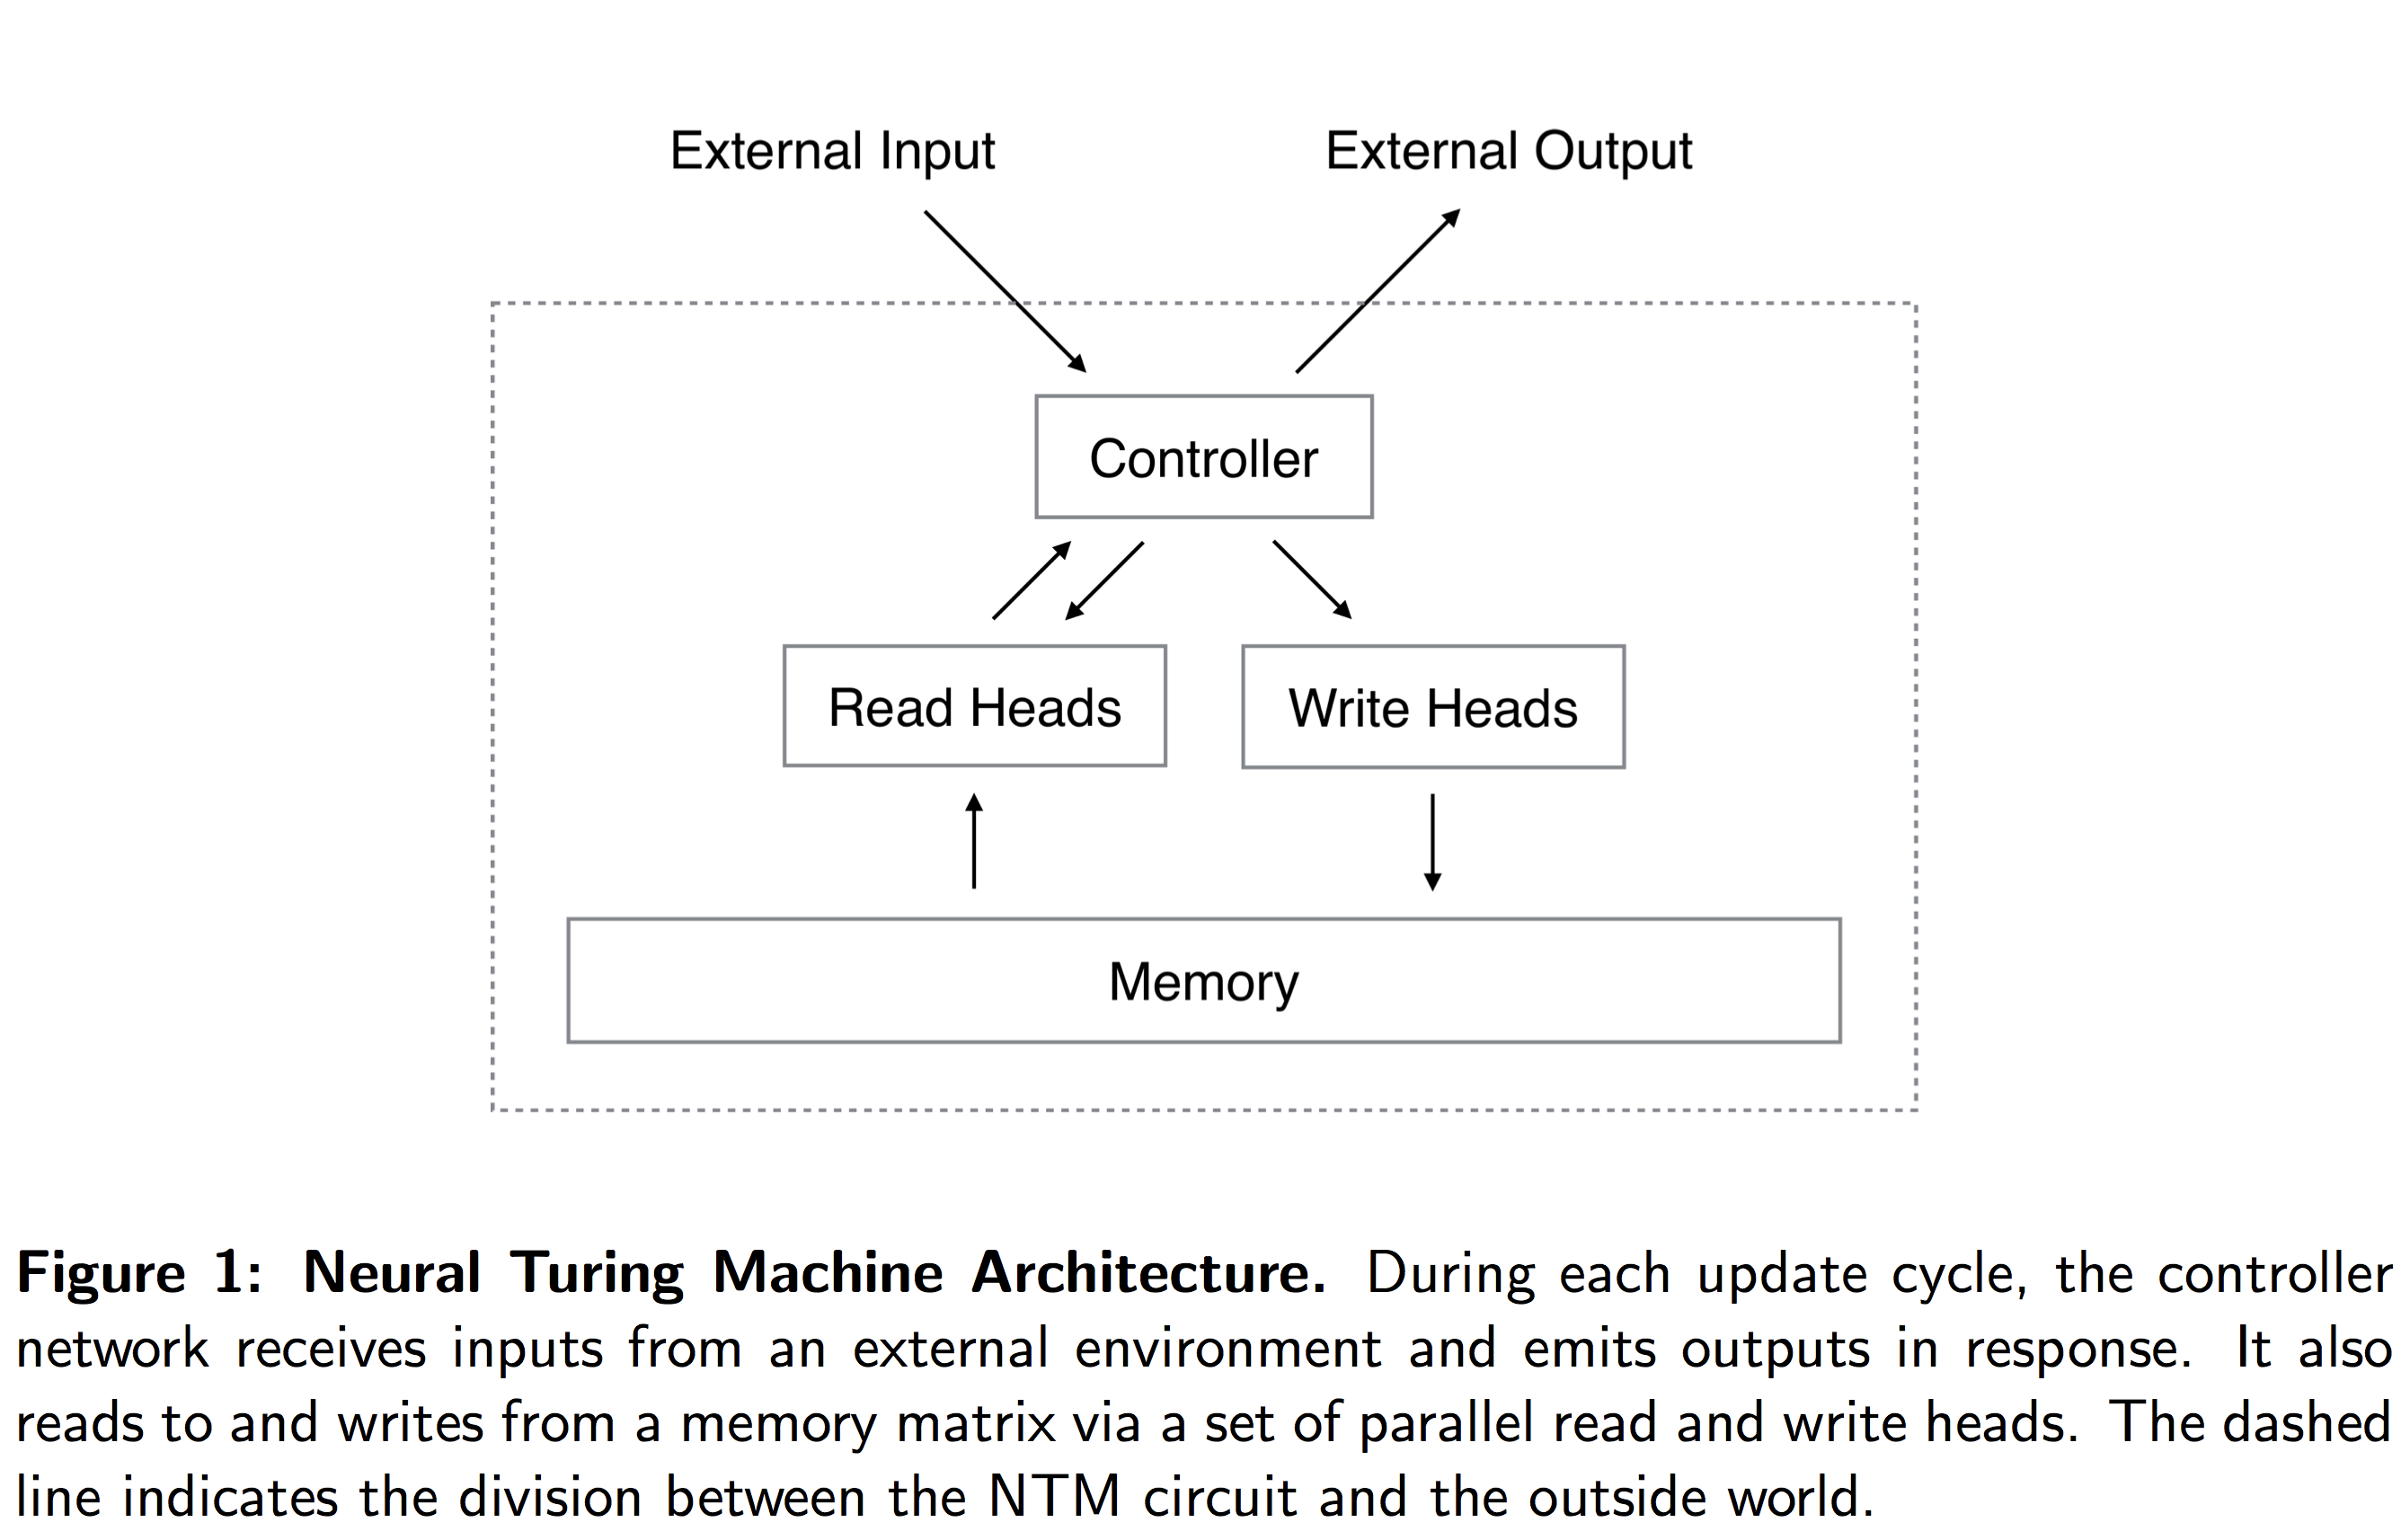 External Input
External Output
Controller
Read Heads
Write Heads
Memory
Figure 1: Neural Turing Machine Architecture. During each update cycle, the controller
network receives inputs from an external environment and emits outputs in response. It also
reads to and writes from a memory matrix via a set of parallel read and write heads. The dashed
line indicates the division between the NTM circuit and the outside world.